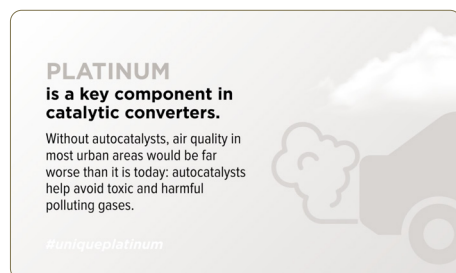 PLATINUM
is a key component in
catalytic converters.
Without autocatalysts, air quality in
most urban areas would be far
worse than it is today: autocatalysts
help avoid toxic and harmful
polluting gases.
#uniqueplatinum